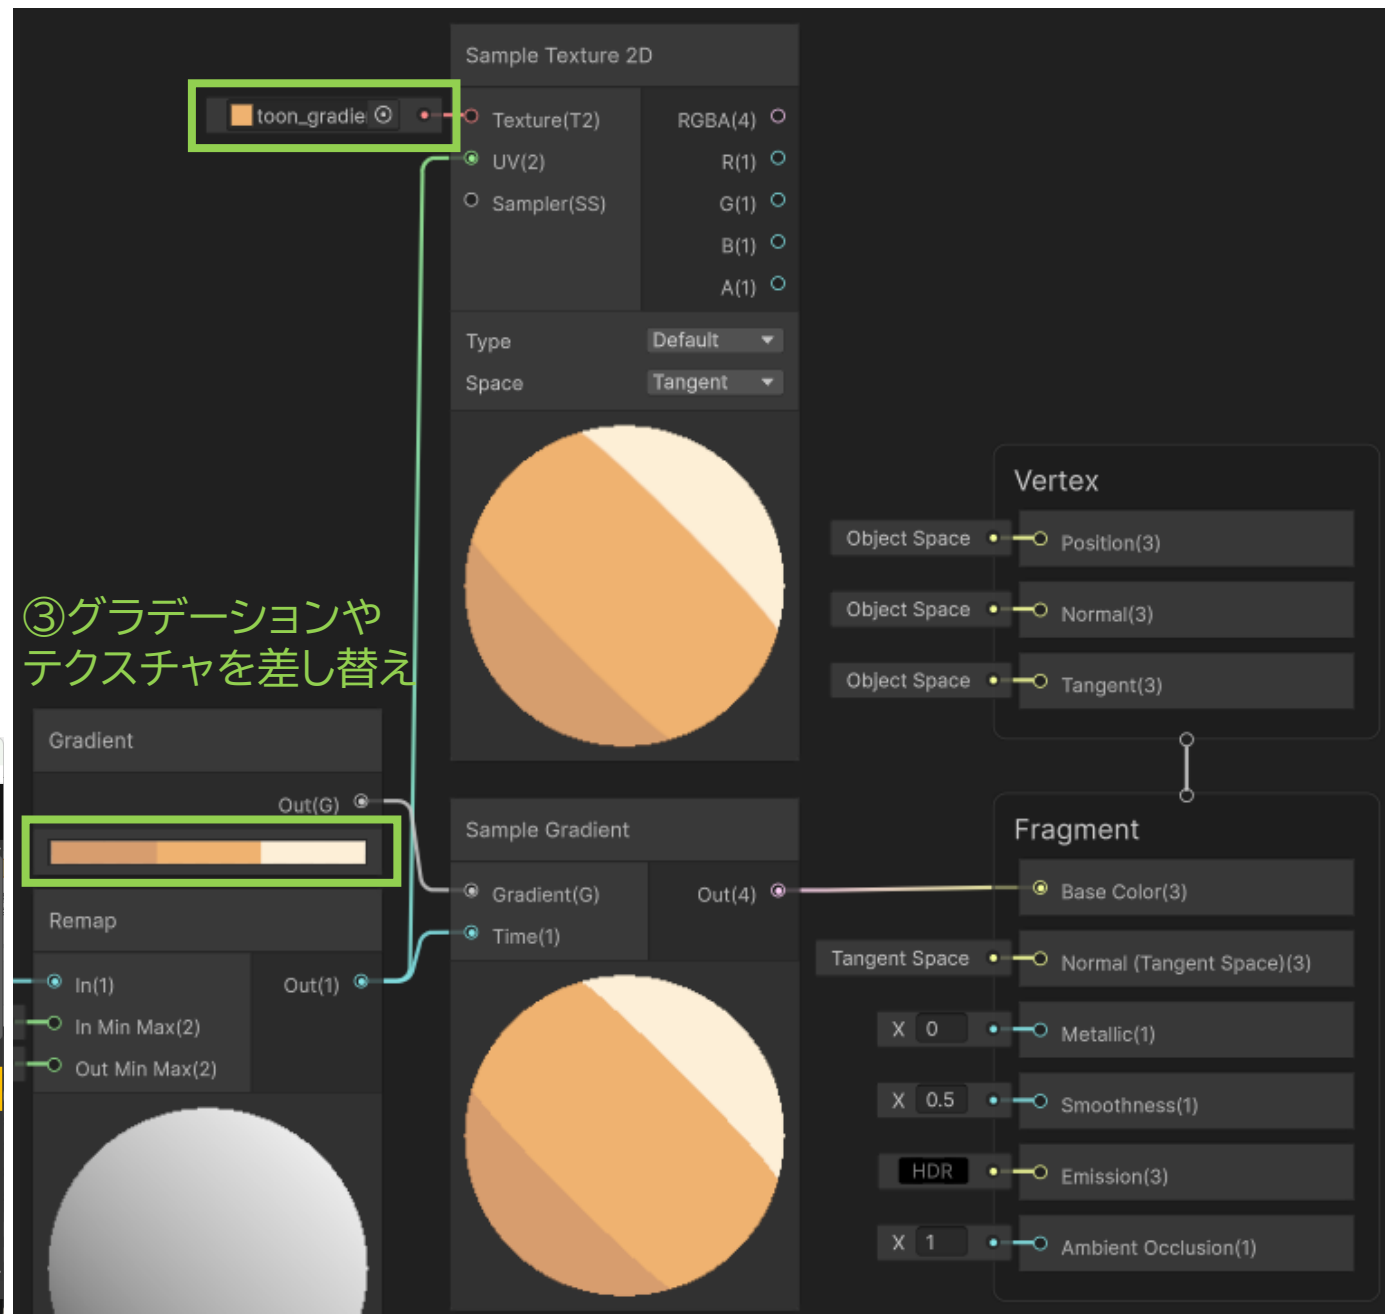 Sample Texture 2D
toon_gradie
Texture(T2)
RGBA(4)
UV(2)
R(1)
Sampler(SS)
G(1)
B(1)
A(1)
Type
Default
Space
Tangent
③グラデーションや
テクスチャを差し替え
Gradient
Out(G)
Remap
In(1)
Out(1)
In Min Max(2)
Out Min Max(2)
Sample Gradient
Gradient(G)
Out(4)
Time(1)
Vertex
Object Space
Position(3)
Object Space
Normal(3)
Object Space
Tangent(3)
Fragment
Base Color(3)
Tangent Space
Normal (Tangent Space)(3)
X 0
Metallic(1)
X 0.5
Smoothness(1)
HDR
Emission(3)
X 1
Ambient Occlusion(1)